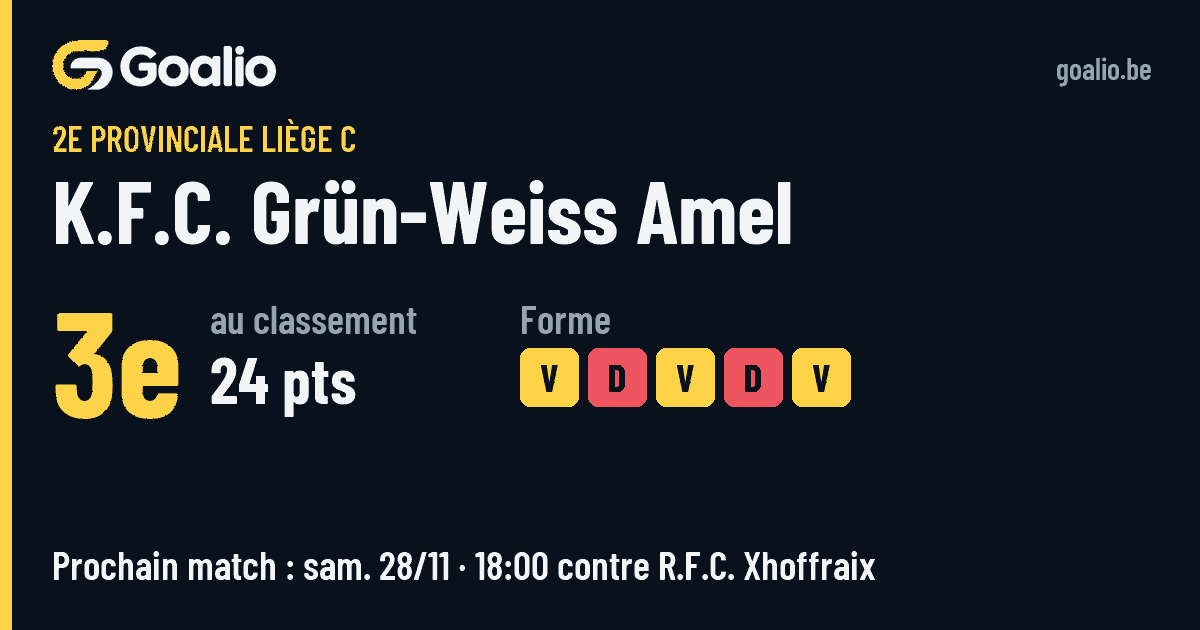 Goalio
goalio.be
2E PROVINCIALE LIÈGE C
K.F.C. Grün-Weiss Amel
3e
au classement
24 pts
Forme
V D V D V
Prochain match : sam. 28/11 · 18:00 contre R.F.C. Xhoffraix